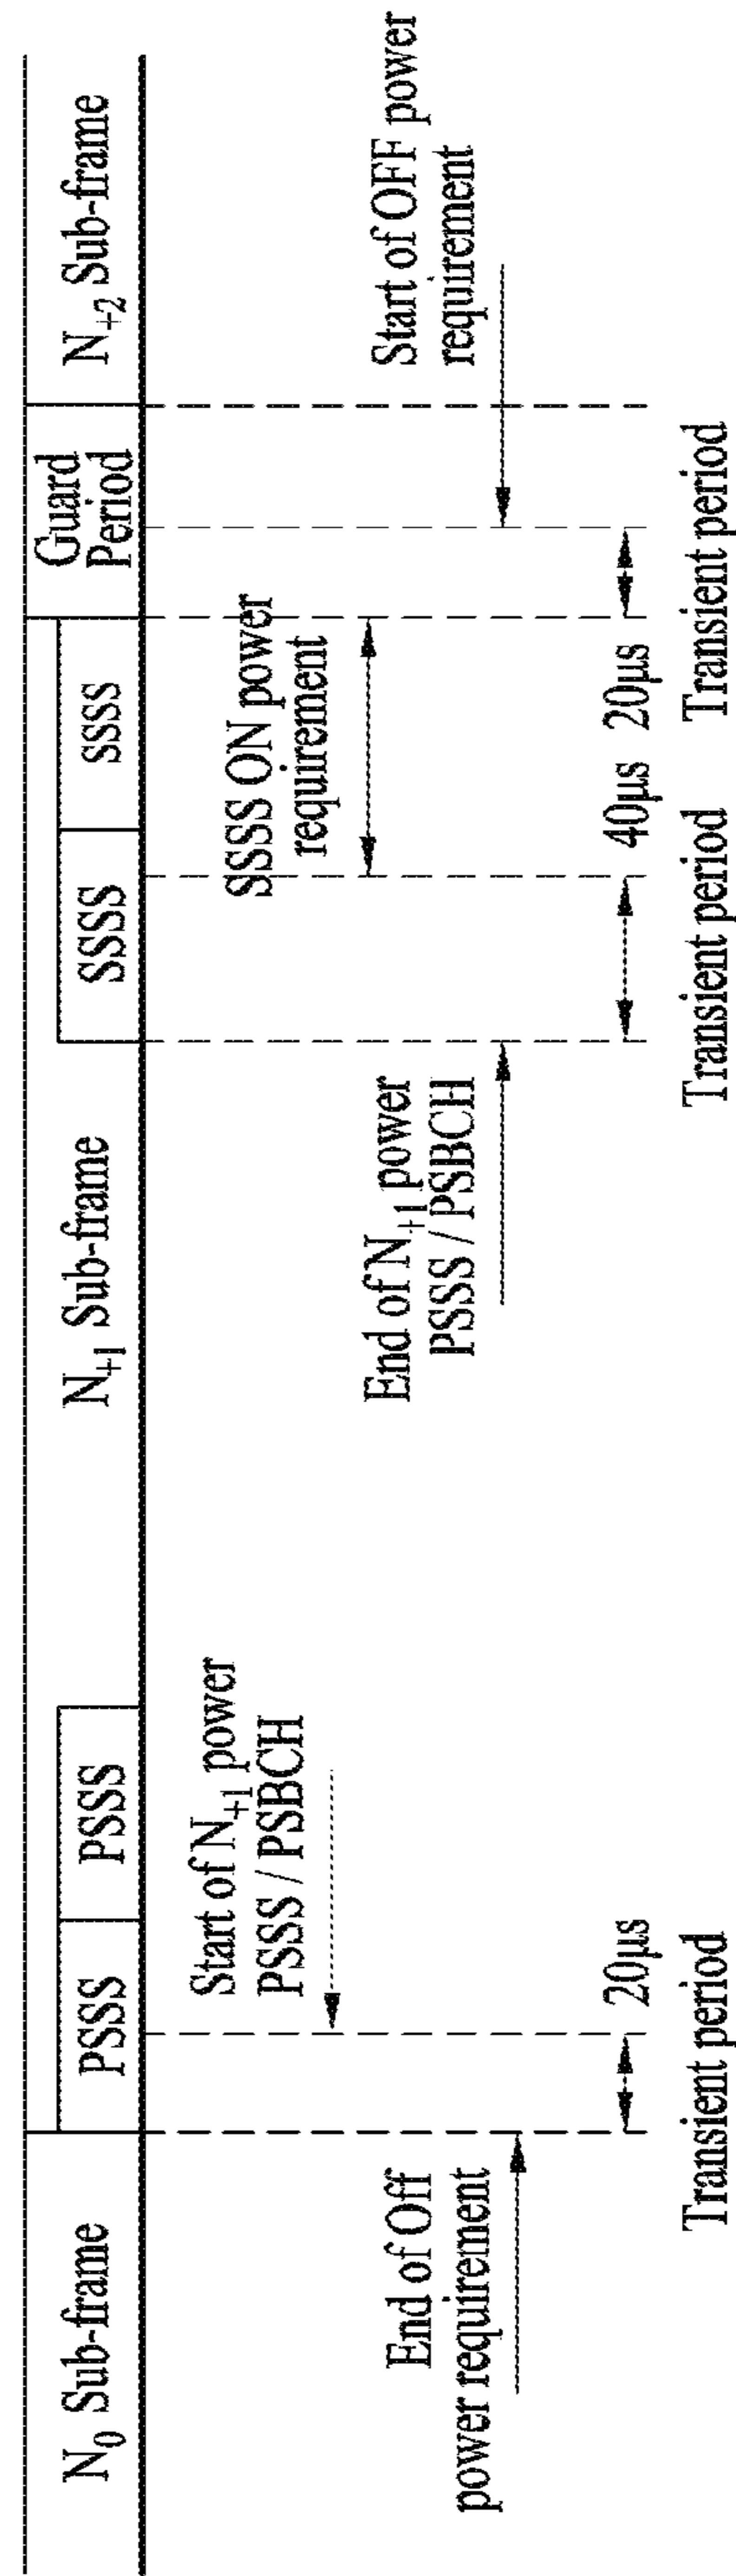 N0 Sub-frame
PSSS
PSSS
N+1 Sub-frame
SSSS
SSSS
Guard
Period
N+2 Sub-frame
Start of N+1 power
PSSS / PSBCH
SSSS ON power
requirement
End of Off
power requirement
End of N+1 power
PSSS / PSBCH
Start of OFF power
requirement
20μs
40μs
20μs
Transient period
Transient period
Transient period